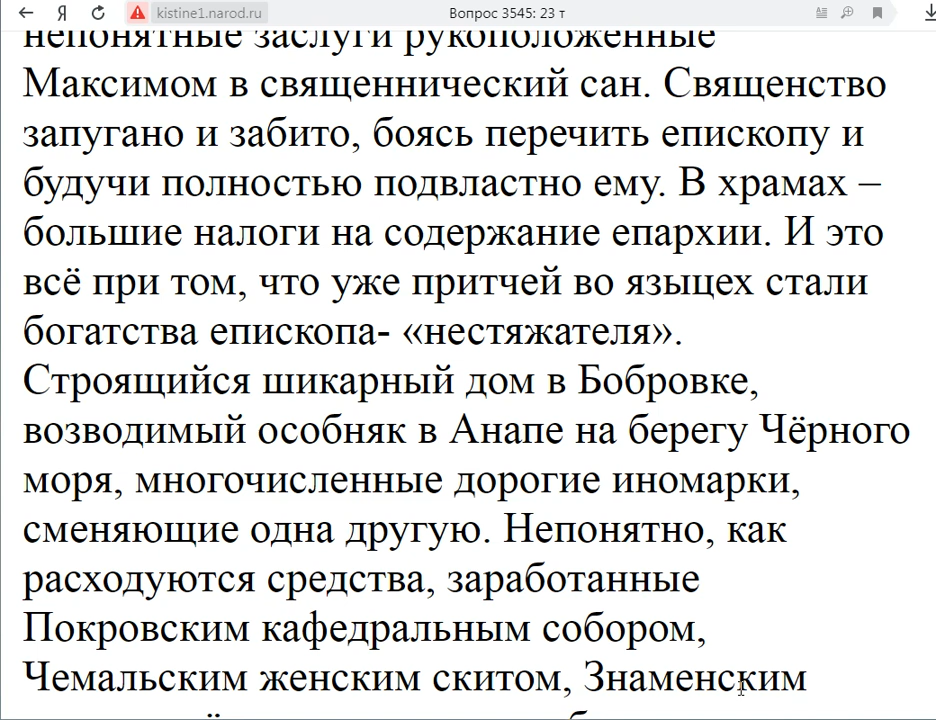 kistine1.narod.ru
Вопрос 3545: 23 т
непонятные заслуги рукоположенные
Максимом в священнический сан. Священство
запугано и забито, боясь перечить епископу и
будучи полностью подвластно ему. В храмах –
большие налоги на содержание епархии. И это
всё при том, что уже притчей во языцех стали
богатства епископа- «нестяжателя».
Строящийся шикарный дом в Бобровке,
возводимый особняк в Анапе на берегу Чёрного
моря, многочисленные дорогие иномарки,
сменяющие одна другую. Непонятно, как
расходуются средства, заработанные
Покровским кафедральным собором,
Чемальским женским скитом, Знаменским